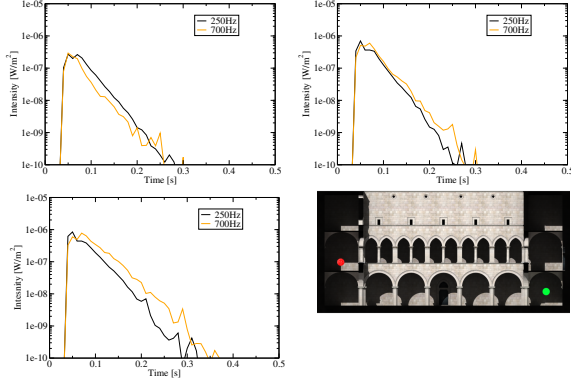 1e-05
1e-06
1e-07
1e-08
1e-09
1e-10
Intensity [W/m²]
0
0.1
0.2
0.3
0.4
0.5
Time [s]
250Hz
700Hz
1e-05
1e-06
1e-07
1e-08
1e-09
1e-10
Intensity [W/m²]
0
0.1
0.2
0.3
0.4
0.5
Time [s]
250Hz
700Hz
1e-05
1e-06
1e-07
1e-08
1e-09
1e-10
Intesnity [W/m²]
0
0.1
0.2
0.3
0.4
0.5
Time [s]
250Hz
700Hz